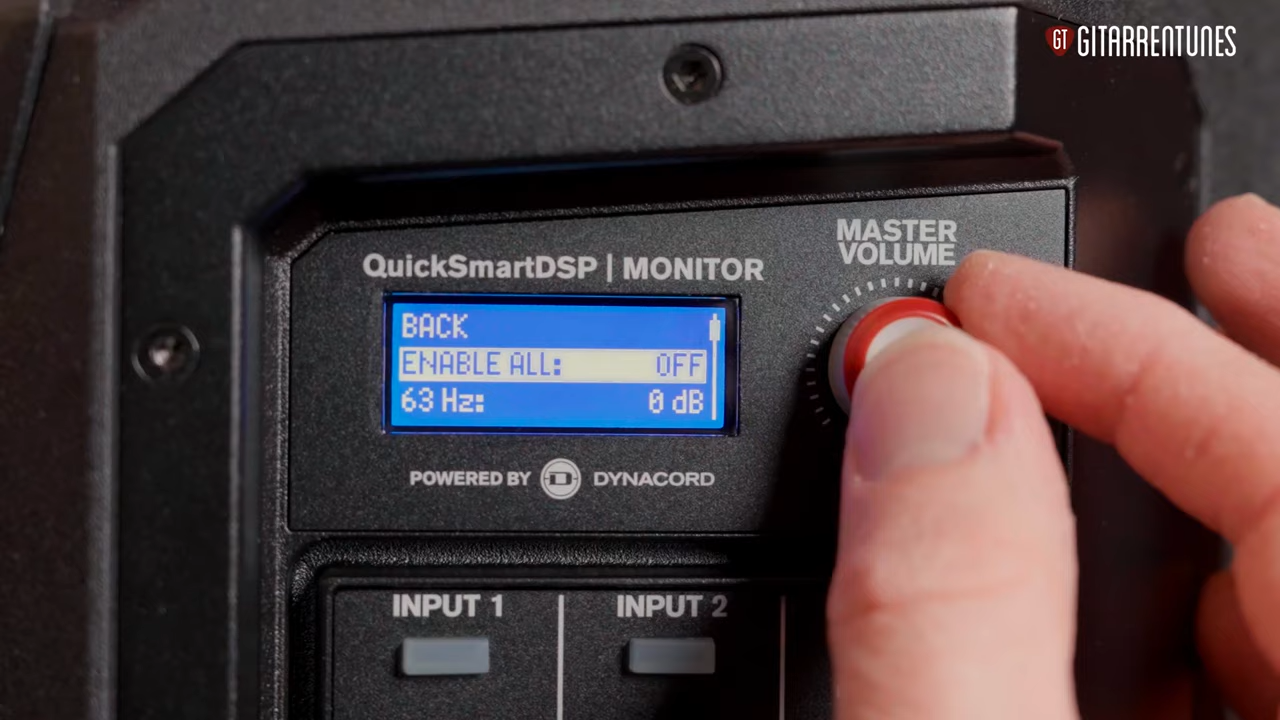 GT GITARRENTUNES
MASTER
VOLUME
QuickSmartDSP | MONITOR
BACK
ENABLE ALL: OFF
63 Hz: 0 dB
POWERED BY D DYNACORD
INPUT 1 INPUT 2